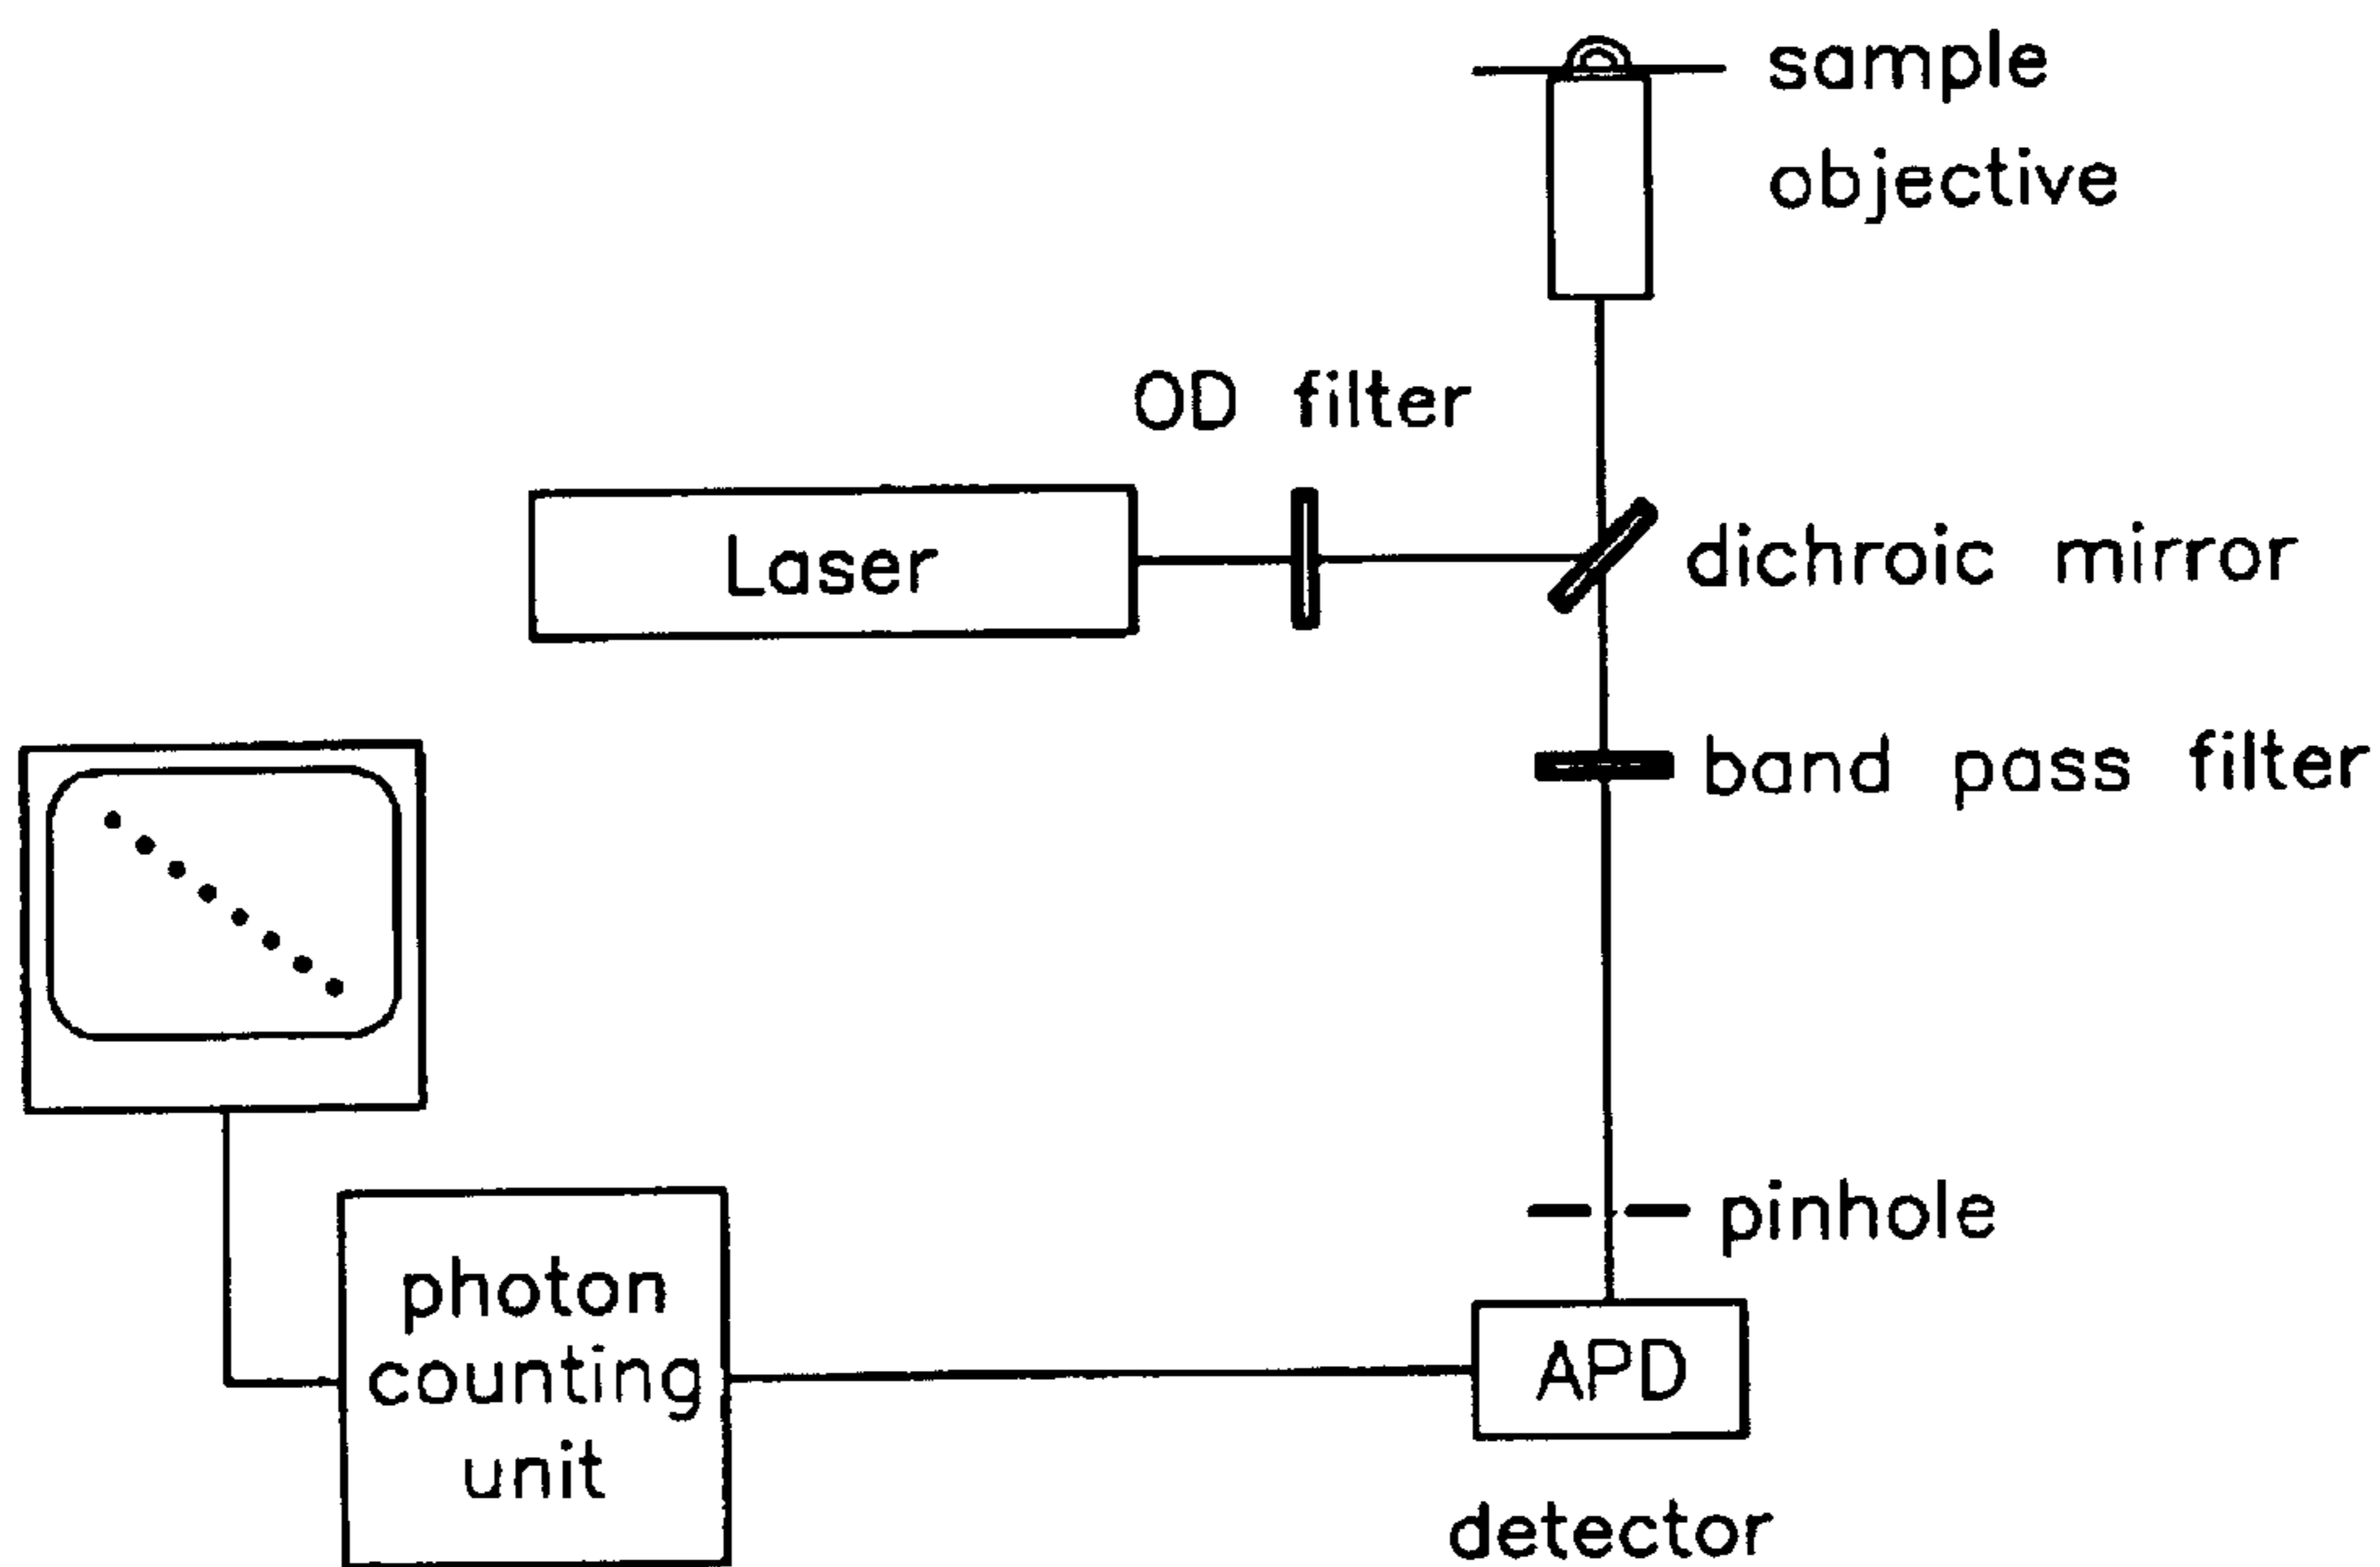 sample
objective
OD filter
Laser
dichroic mirror
band pass filter
pinhole
photon
counting
unit
APD
detector